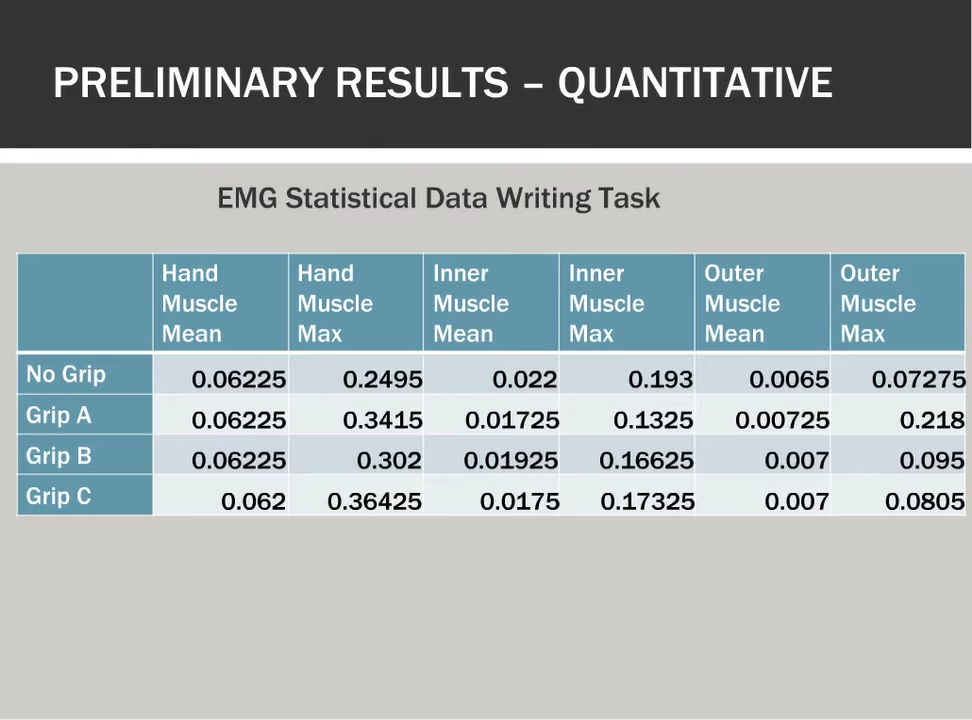 PRELIMINARY RESULTS – QUANTITATIVE
EMG Statistical Data Writing Task
Hand Muscle Mean Hand Muscle Max Inner Muscle Mean Inner Muscle Max Outer Muscle Mean Outer Muscle Max
No Grip 0.06225 0.2495 0.022 0.193 0.0065 0.07275
Grip A 0.06225 0.3415 0.01725 0.1325 0.00725 0.218
Grip B 0.06225 0.302 0.01925 0.16625 0.007 0.095
Grip C 0.062 0.36425 0.0175 0.17325 0.007 0.0805